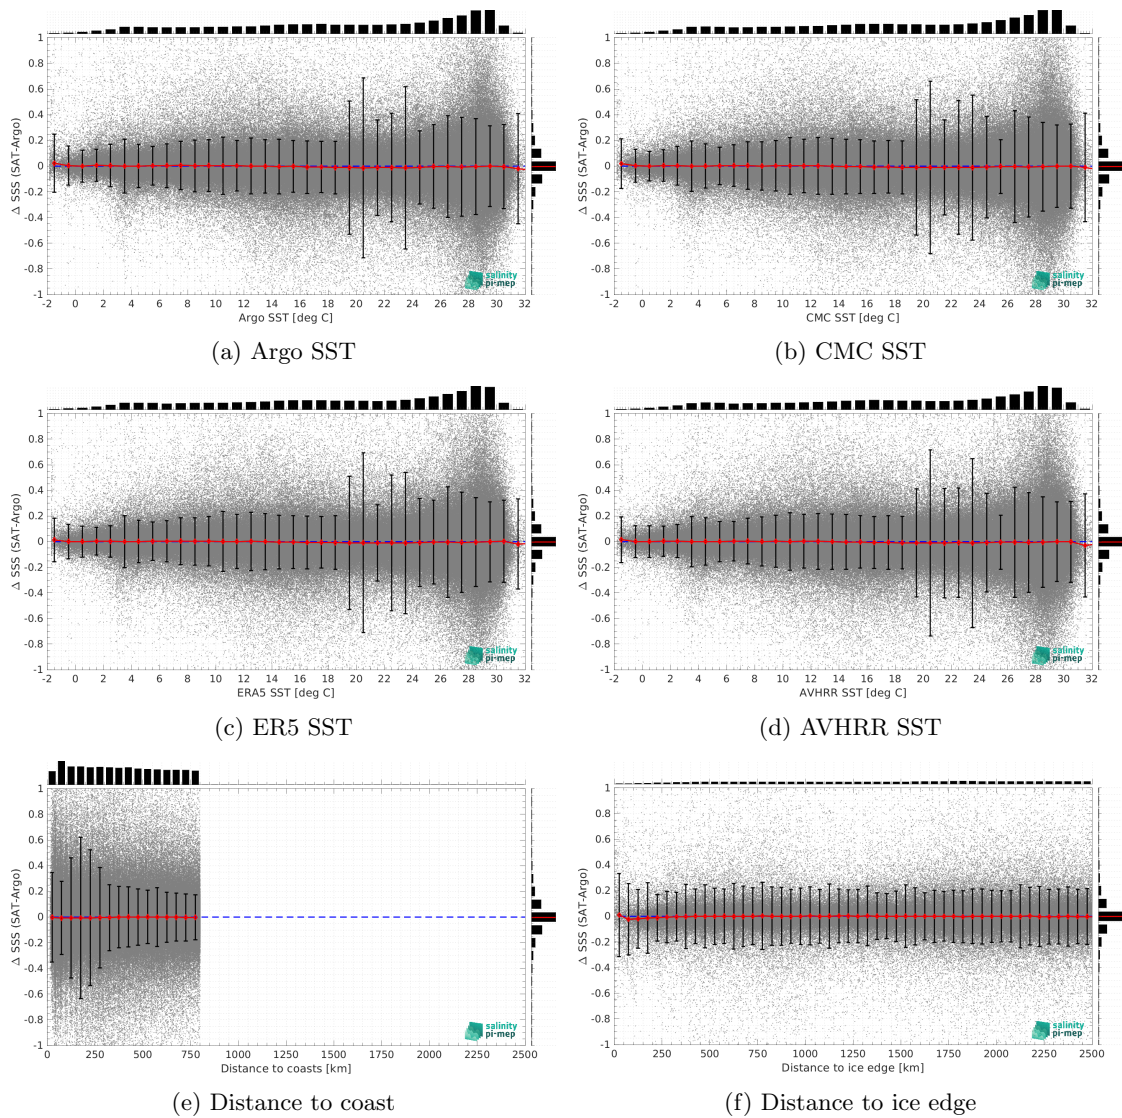 1
0.8
0.6
0.4
0.2
0
-0.2
-0.4
-0.6
-0.8
-1
Δ SSS (SAT-Argo)
-2 0 2 4 6 8 10 12 14 16 18 20 22 24 26 28 30 32
Argo SST [deg C]
salinity
pi-mep
(a) Argo SST
1
0.8
0.6
0.4
0.2
0
-0.2
-0.4
-0.6
-0.8
-1
Δ SSS (SAT-Argo)
-2 0 2 4 6 8 10 12 14 16 18 20 22 24 26 28 30 32
CMC SST [deg C]
salinity
pi-mep
(b) CMC SST
1
0.8
0.6
0.4
0.2
0
-0.2
-0.4
-0.6
-0.8
-1
Δ SSS (SAT-Argo)
-2 0 2 4 6 8 10 12 14 16 18 20 22 24 26 28 30 32
ERA5 SST [deg C]
salinity
pi-mep
(c) ER5 SST
1
0.8
0.6
0.4
0.2
0
-0.2
-0.4
-0.6
-0.8
-1
Δ SSS (SAT-Argo)
-2 0 2 4 6 8 10 12 14 16 18 20 22 24 26 28 30 32
AVHRR SST [deg C]
salinity
pi-mep
(d) AVHRR SST
1
0.8
0.6
0.4
0.2
0
-0.2
-0.4
-0.6
-0.8
-1
Δ SSS (SAT-Argo)
0 250 500 750 1000 1250 1500 1750 2000 2250 2500
Distance to coasts [km]
salinity
pi-mep
(e) Distance to coast
1
0.8
0.6
0.4
0.2
0
-0.2
-0.4
-0.6
-0.8
-1
Δ SSS (SAT-Argo)
0 250 500 750 1000 1250 1500 1750 2000 2250 2500
Distance to ice edge [km]
salinity
pi-mep
(f) Distance to ice edge